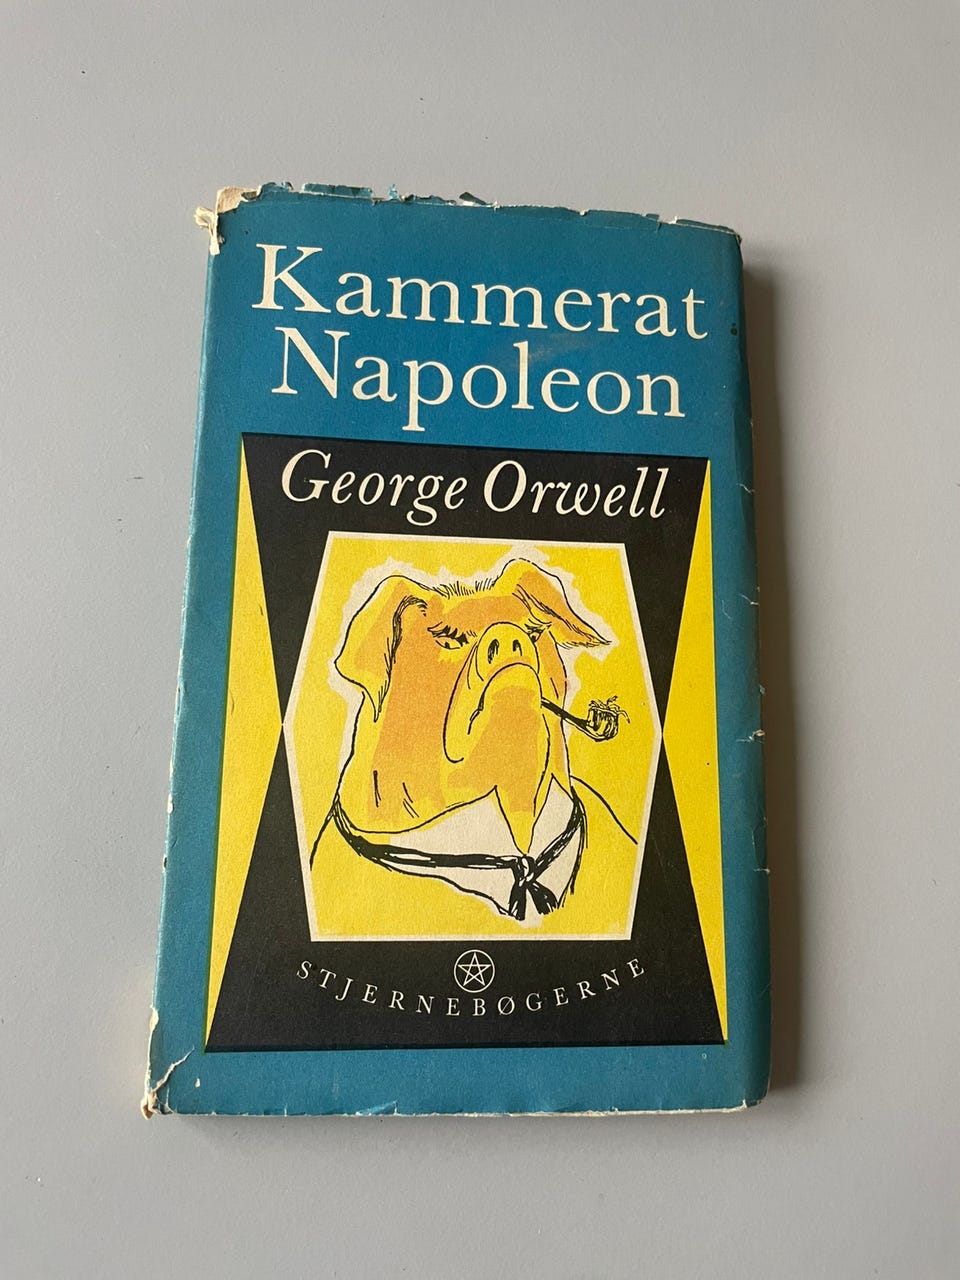 Kammerat
Napoleon
George Orwell
STJERNEBØGERNE